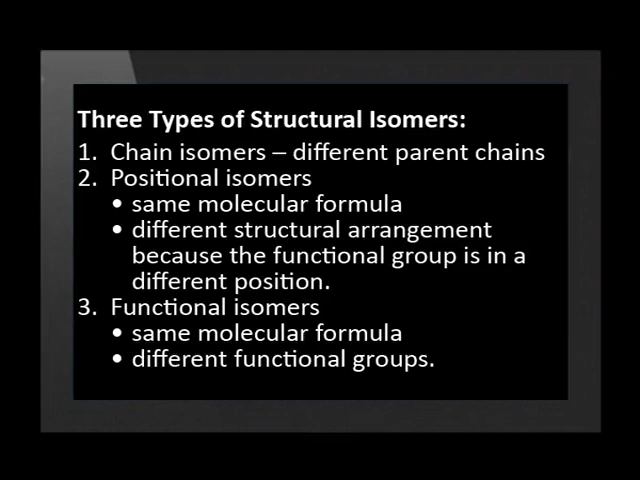 Three Types of Structural Isomers:
1. Chain isomers – different parent chains
2. Positional isomers
• same molecular formula
• different structural arrangement
because the functional group is in a
different position.
3. Functional isomers
• same molecular formula
• different functional groups.